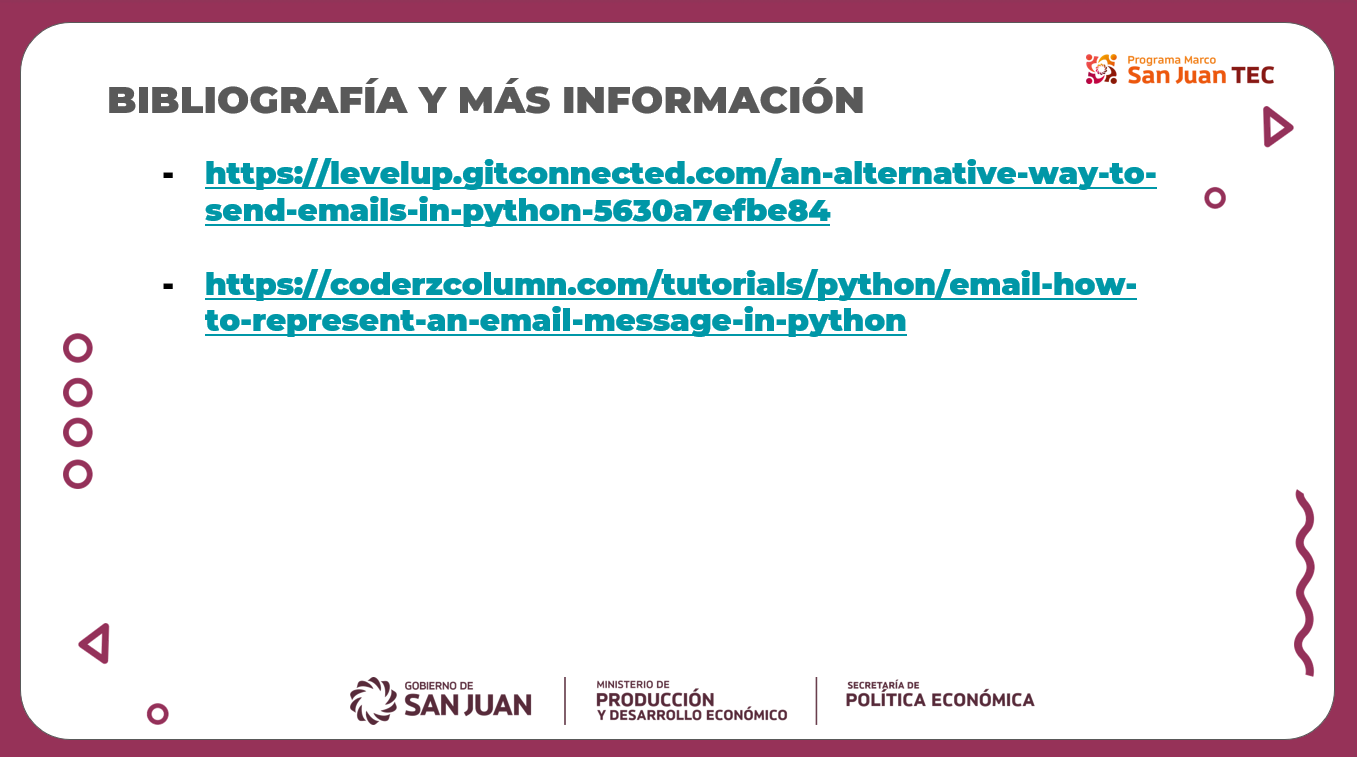 Programa Marco
San Juan TEC
BIBLIOGRAFÍA Y MÁS INFORMACIÓN
- https://levelup.gitconnected.com/an-alternative-way-to-
send-emails-in-python-5630a7efbe84
- https://coderzcolumn.com/tutorials/python/email-how-
to-represent-an-email-message-in-python
GOBIERNO DE
SAN JUAN
MINISTERIO DE
PRODUCCIÓN
Y DESARROLLO ECONÓMICO
SECRETARÍA DE
POLÍTICA ECONÓMICA